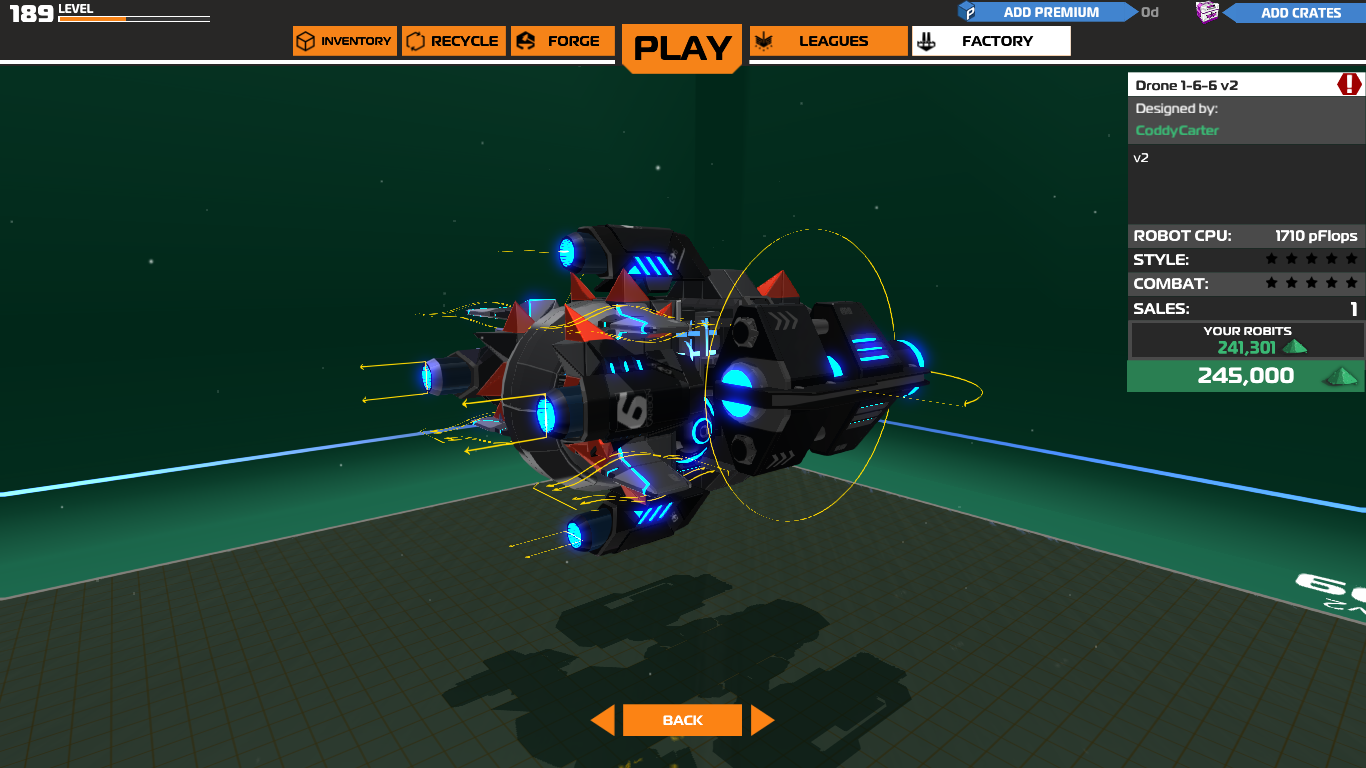 189 LEVEL
ADD PREMIUM 0d
ADD CRATES
INVENTORY
RECYCLE
FORGE
PLAY
LEAGUES
FACTORY
Drone 1-6-6 v2
Designed by:
CoddyCarter
v2
ROBOT CPU: 1710 pFlops
STYLE:
COMBAT:
SALES: 1
YOUR ROBITS
241,301
245,000
6
BACK